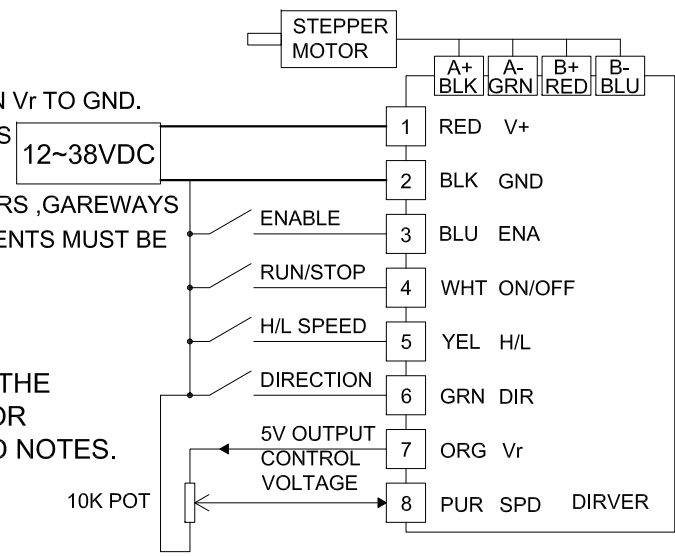 STEPPER
MOTOR
A+ A- B+ B-
BLK GRN RED BLU
N Vr TO GND.
S
12~38VDC
1 RED V+
2 BLK GND
RS ,GAREWAYS
ENABLE
3 BLU ENA
ENTS MUST BE
RUN/STOP
4 WHT ON/OFF
H/L SPEED
5 YEL H/L
THE
DIRECTION
6 GRN DIR
OR
5V OUTPUT
7 ORG Vr
O NOTES.
CONTROL
VOLTAGE
10K POT
8 PUR SPD DIRVER